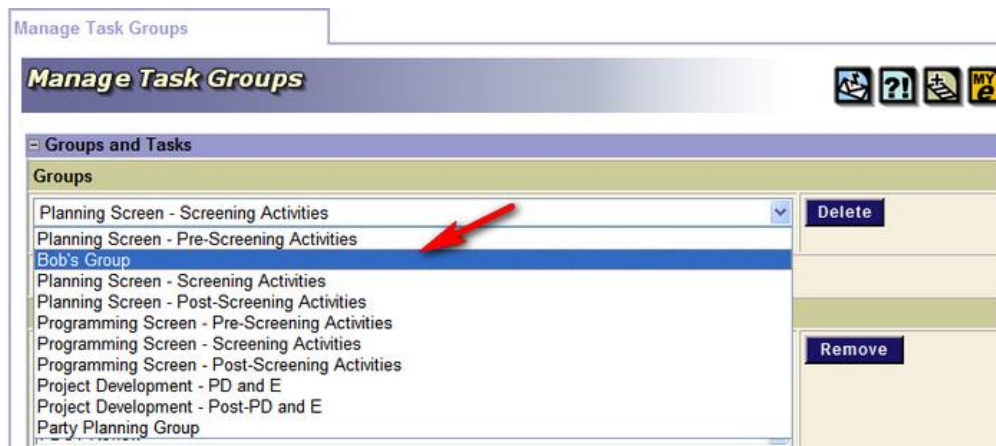 Manage Task Groups
Manage Task Groups
?!
MY
e
Groups and Tasks
Groups
Planning Screen - Screening Activities
Delete
Planning Screen - Pre-Screening Activities
Bob's Group
Planning Screen - Screening Activities
Planning Screen - Post-Screening Activities
Programming Screen - Pre-Screening Activities
Programming Screen - Screening Activities
Remove
Programming Screen - Post-Screening Activities
Project Development - PD and E
Project Development - Post-PD and E
Party Planning Group